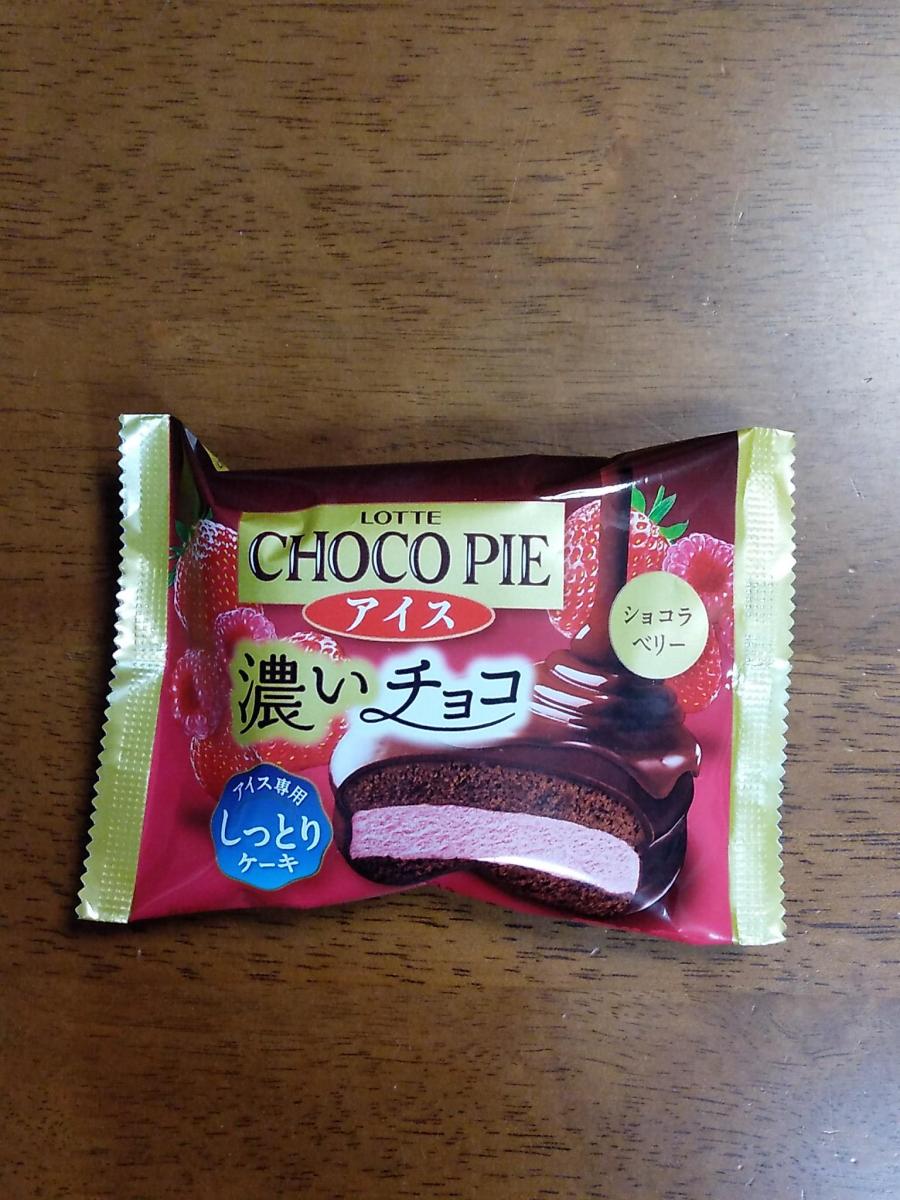 LOTTE
CHOCO PIE
アイス
濃いチョコ
ショコラ
ベリー
アイス専用
しっとり
ケーキ